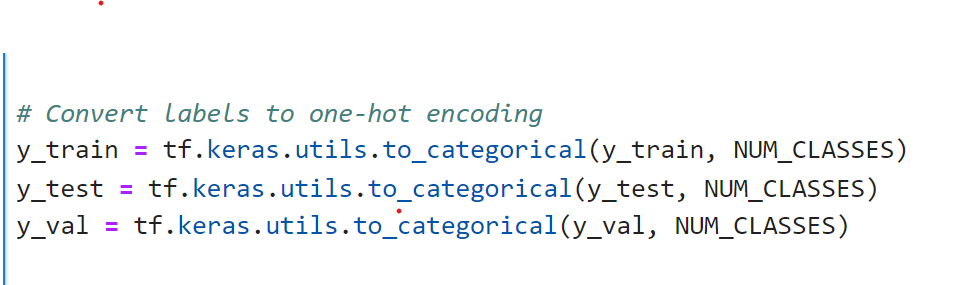 # Convert labels to one-hot encoding
y_train = tf.keras.utils.to_categorical(y_train, NUM_CLASSES)
y_test = tf.keras.utils.to_categorical(y_test, NUM_CLASSES)
y_val = tf.keras.utils.to_categorical(y_val, NUM_CLASSES)